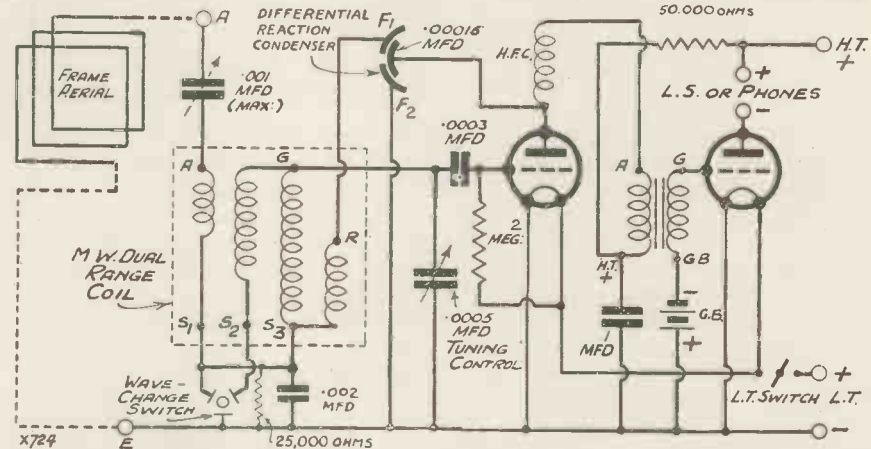 A
DIFFERENTIAL
REACTION
CONDENSER
F1
.00015
MFD
F2
50.000 OHMS
H.F.C.
H.T.
+
+
L.S. OR PHONES
-
FRAME
AERIAL
.001
MFD
(MAX:)
.0003
MFD
A
G
A
G
R
2
MEG:
M.W. DUAL
RANGE
COIL
H.T.
+
G B
-
G.B.
+
S1
S2
S3
.0005
MFD
TUNING
CONTROL
1
MFD
WAVE-
CHANGE
SWITCH
.002
MFD
+
L.T. SWITCH L.T.
X724
E
25,000 OHMS
-